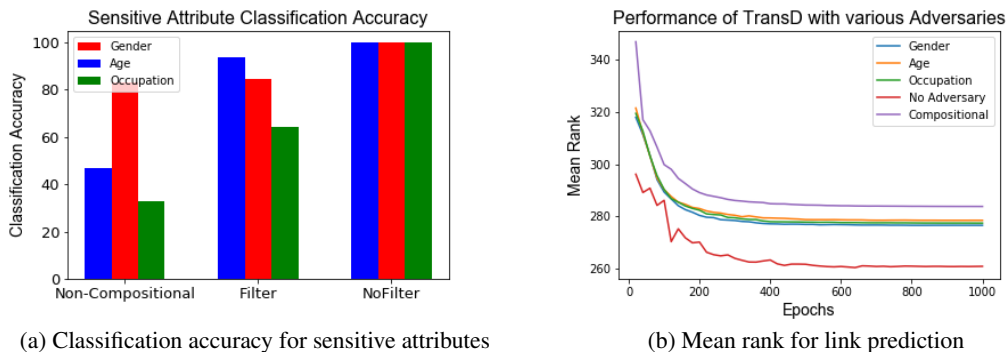 Sensitive Attribute Classification Accuracy
Classification Accuracy
100
80
60
40
20
0
Gender
Age
Occupation
Non-Compositional
Filter
NoFilter
(a) Classification accuracy for sensitive attributes
Performance of TransD with various Adversaries
Mean Rank
340
320
300
280
260
Gender
Age
Occupation
No Adversary
Compositional
0
200
400
600
800
1000
Epochs
(b) Mean rank for link prediction